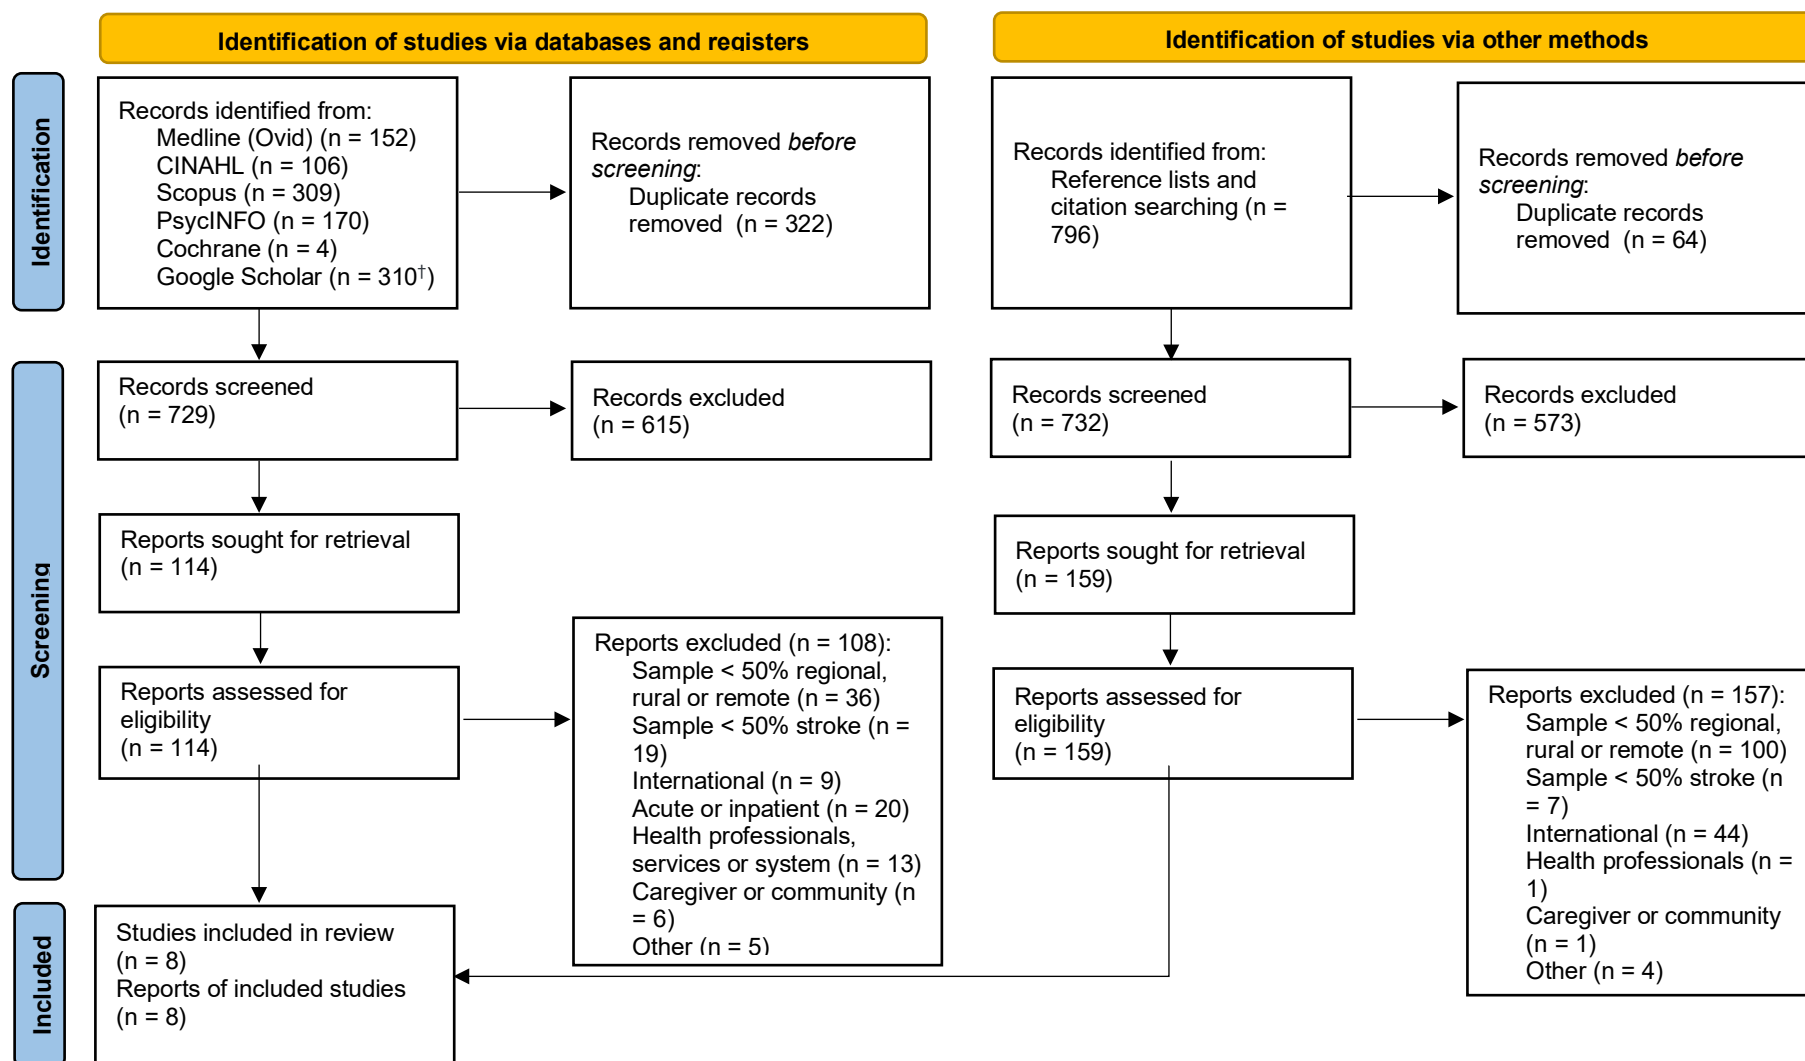 Identification of studies via databases and registers
Identification of studies via other methods
Identification
Records identified from:
Medline (Ovid) (n = 152)
CINAHL (n = 106)
Scopus (n = 309)
PsycINFO (n = 170)
Cochrane (n = 4)
Google Scholar (n = 310†)
Records removed before
screening:
Duplicate records
removed  (n = 322)
Records identified from:
Reference lists and
citation searching (n =
796)
Records removed before
screening:
Duplicate records
removed  (n = 64)
Screening
Records screened
(n = 729)
Records excluded
(n = 615)
Records screened
(n = 732)
Records excluded
(n = 573)
Reports sought for retrieval
(n = 114)
Reports sought for retrieval
(n = 159)
Reports assessed for
eligibility
(n = 114)
Reports excluded (n = 108):
Sample < 50% regional,
rural or remote (n = 36)
Sample < 50% stroke (n =
19)
International (n = 9)
Acute or inpatient (n = 20)
Health professionals,
services or system (n = 13)
Caregiver or community (n
= 6)
Other (n = 5)
Reports assessed for
eligibility
(n = 159)
Reports excluded (n = 157):
Sample < 50% regional,
rural or remote (n = 100)
Sample < 50% stroke (n
= 7)
International (n = 44)
Health professionals (n =
1)
Caregiver or community
(n = 1)
Other (n = 4)
Included
Studies included in review
(n = 8)
Reports of included studies
(n = 8)